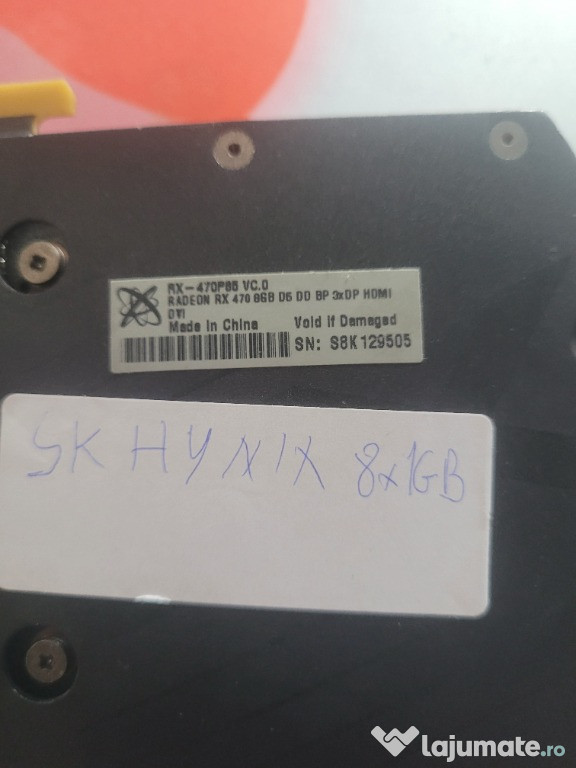 RX-470P86 VC.0
RADEON RX 470 8GB D5 DD BP 3xDP HDMI
DVI
Made In China Void if Damaged
SN: S8K129505
SK HYNIX 8x1GB
lajumate.ro